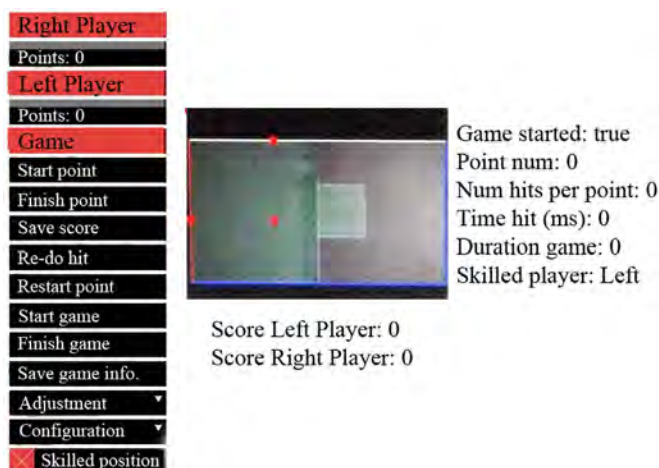 Right Player
Points: 0
Left Player
Points: 0
Game
Start point
Finish point
Save score
Re-do hit
Restart point
Start game
Finish game
Save game info.
Adjustment
Configuration
Skilled position
Game started: true
Point num: 0
Num hits per point: 0
Time hit (ms): 0
Duration game: 0
Skilled player: Left
Score Left Player: 0
Score Right Player: 0